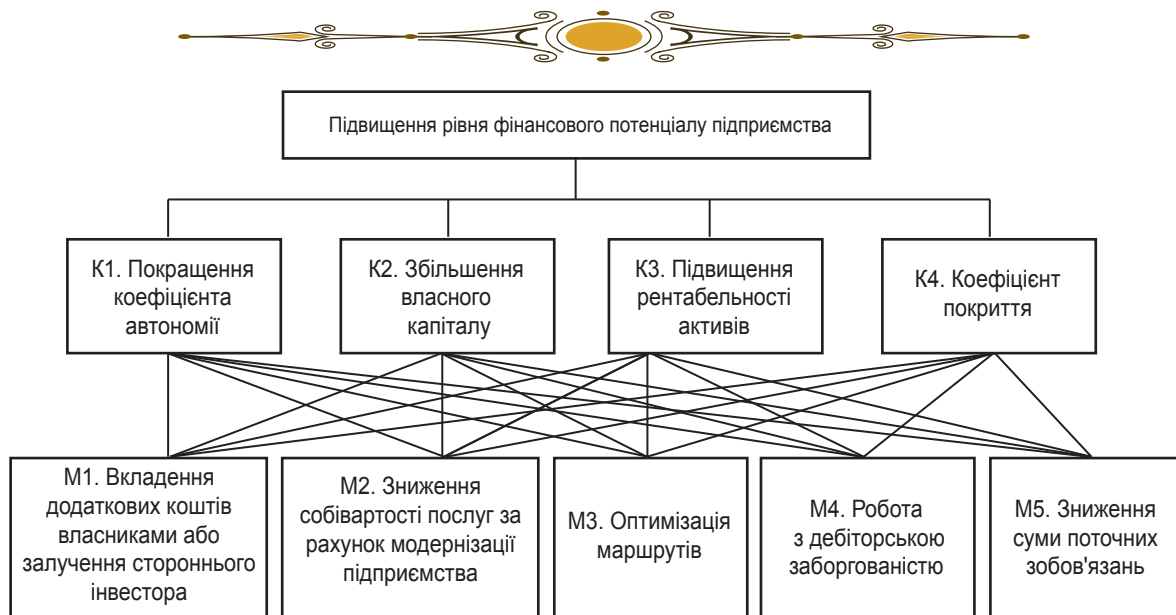 Підвищення рівня фінансового потенціалу підприємства
К1. Покращення
коефіцієнта
автономії
К2. Збільшення
власного
капіталу
К3. Підвищення
рентабельності
активів
К4. Коефіцієнт
покриття
М1. Вкладення
додаткових коштів
власниками або
залучення стороннього
інвестора
М2. Зниження
собівартості послуг за
рахунок модернізації
підприємства
М3. Оптимізація
маршрутів
М4. Робота
з дебіторською
заборгованістю
М5. Зниження
суми поточних
зобов'язань